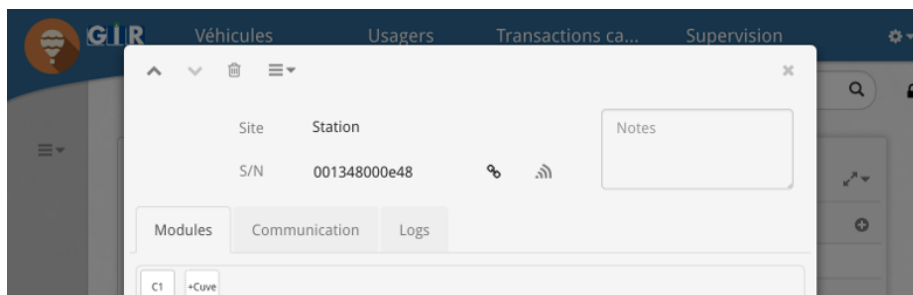 GIR Véhicules Usagers Transactions ca... Supervision
Site Station Notes
S/N 001348000e48
Modules Communication Logs
C1 +Cuve